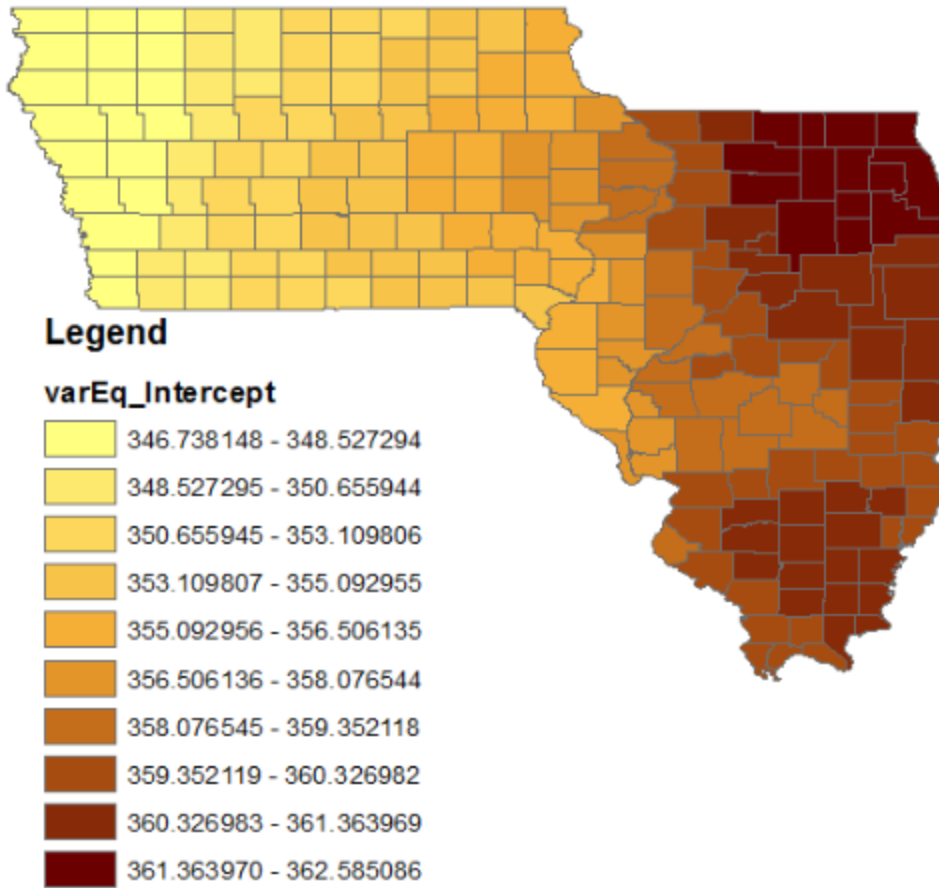 Legend
varEq_Intercept
346.738148 - 348.527294
348.527295 - 350.655944
350.655945 - 353.109806
353.109807 - 355.092955
355.092956 - 356.506135
356.506136 - 358.076544
358.076545 - 359.352118
359.352119 - 360.326982
360.326983 - 361.363969
361.363970 - 362.585086